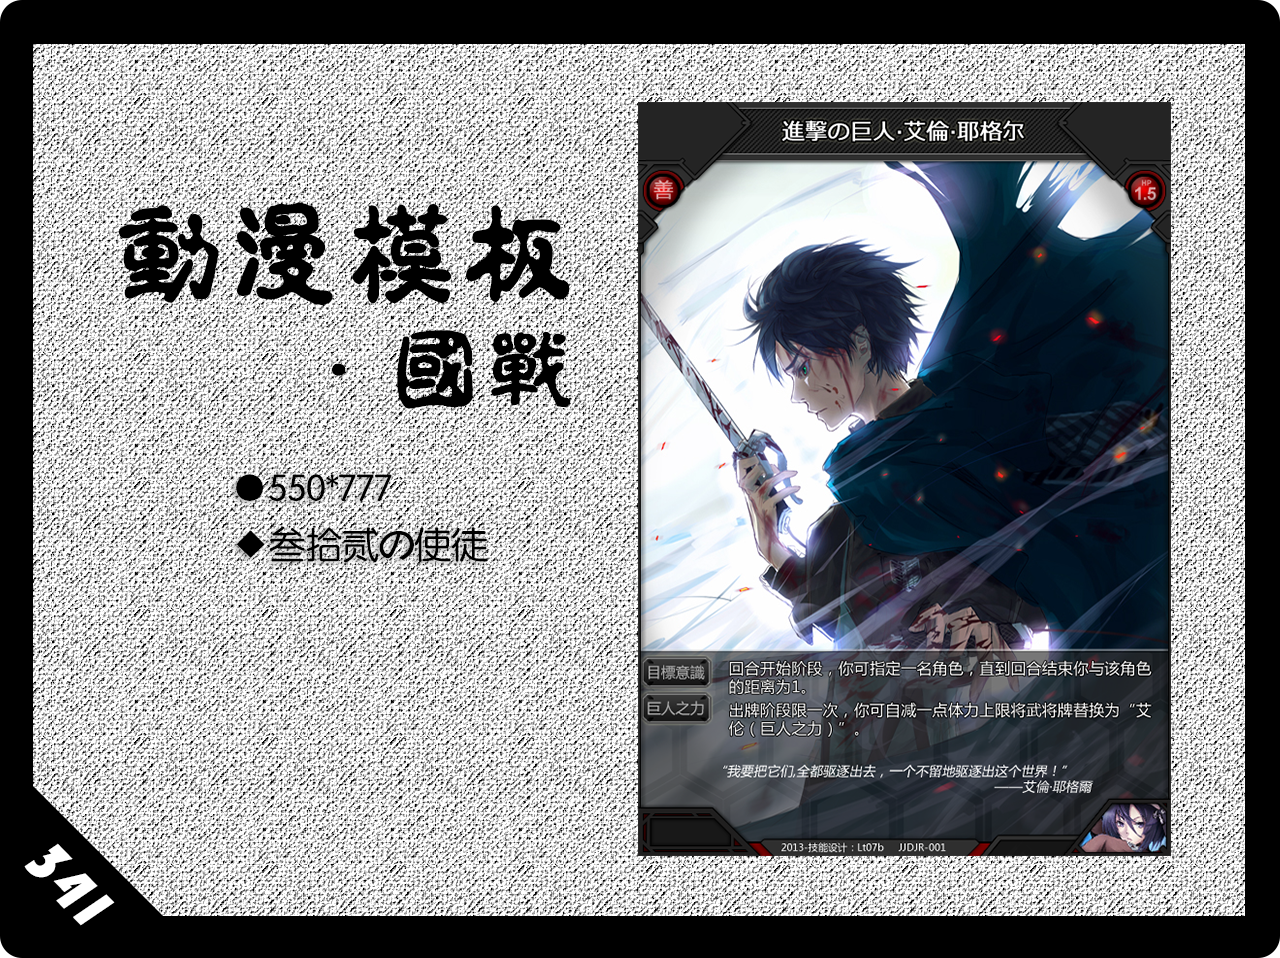 動漫模板
·國戰
●550*777
◆叁拾贰の使徒
341
進撃の巨人·艾倫·耶格尔
善
HP
1.5
目標意識
回合开始阶段，你可指定一名角色，直到回合结束你与该角色
的距离为1。
巨人之力
出牌阶段限一次，你可自减一点体力上限将武将牌替换为“艾
伦（巨人之力）”。
“我要把它们,全都驱逐出去，一个不留地驱逐出这个世界！”
——艾倫·耶格爾
2013-技能设计：Lt07b JJDJR-001